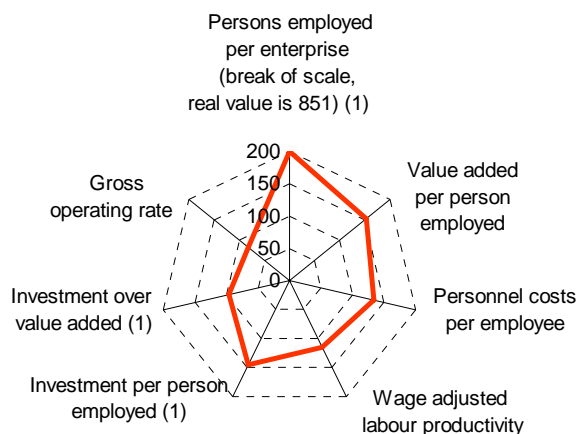 Persons employed
per enterprise
(break of scale,
real value is 851) (1)
200
150
100
50
0
Value added
per person
employed
Personnel costs
per employee
Wage adjusted
labour productivity
Investment per person
employed (1)
Investment over
value added (1)
Gross
operating rate